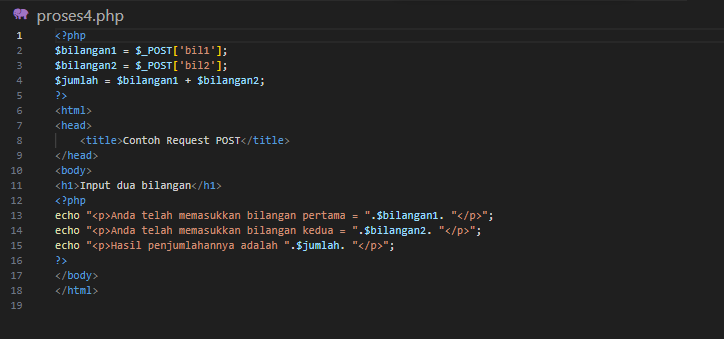 proses4.php
1 <?php
2 $bilangan1 = $_POST['bil1'];
3 $bilangan2 = $_POST['bil2'];
4 $jumlah = $bilangan1 + $bilangan2;
5 ?>
6 <html>
7 <head>
8     <title>Contoh Request POST</title>
9 </head>
10 <body>
11 <h1>Input dua bilangan</h1>
12 <?php
13 echo "<p>Anda telah memasukkan bilangan pertama = ".$bilangan1. "</p>";
14 echo "<p>Anda telah memasukkan bilangan kedua = ".$bilangan2. "</p>";
15 echo "<p>Hasil penjumlahannya adalah ".$jumlah. "</p>";
16 ?>
17 </body>
18 </html>
19